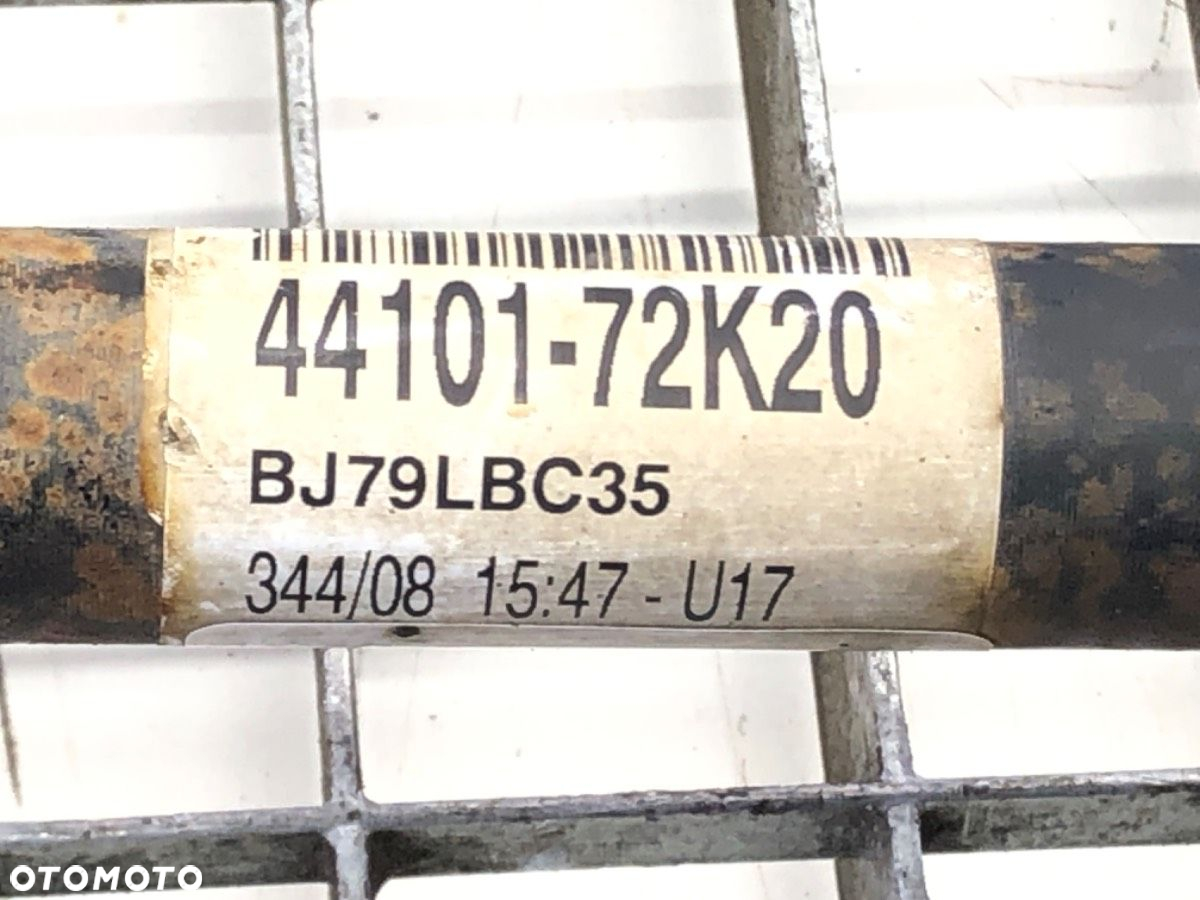 44101-72K20
BJ79LBC35
344/08 15:47 - U17
OTOMOTO